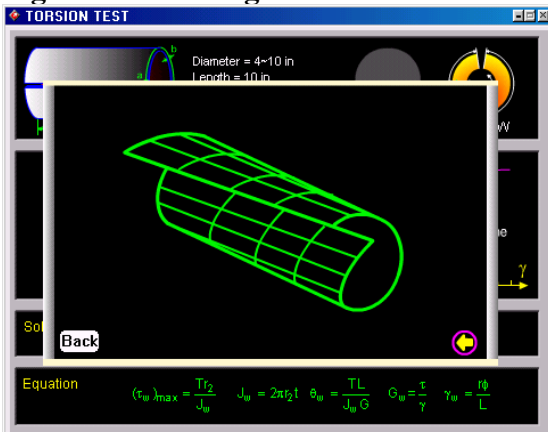 TORSION TEST
b
a
Diameter = 4~10 in
Length = 10 in
γ
Back
Equation
(τw)max = Tr2/Jw   Jw = 2πr2t   θw = TL/JwG   Gw = τ/γ   γw = rϕ/L